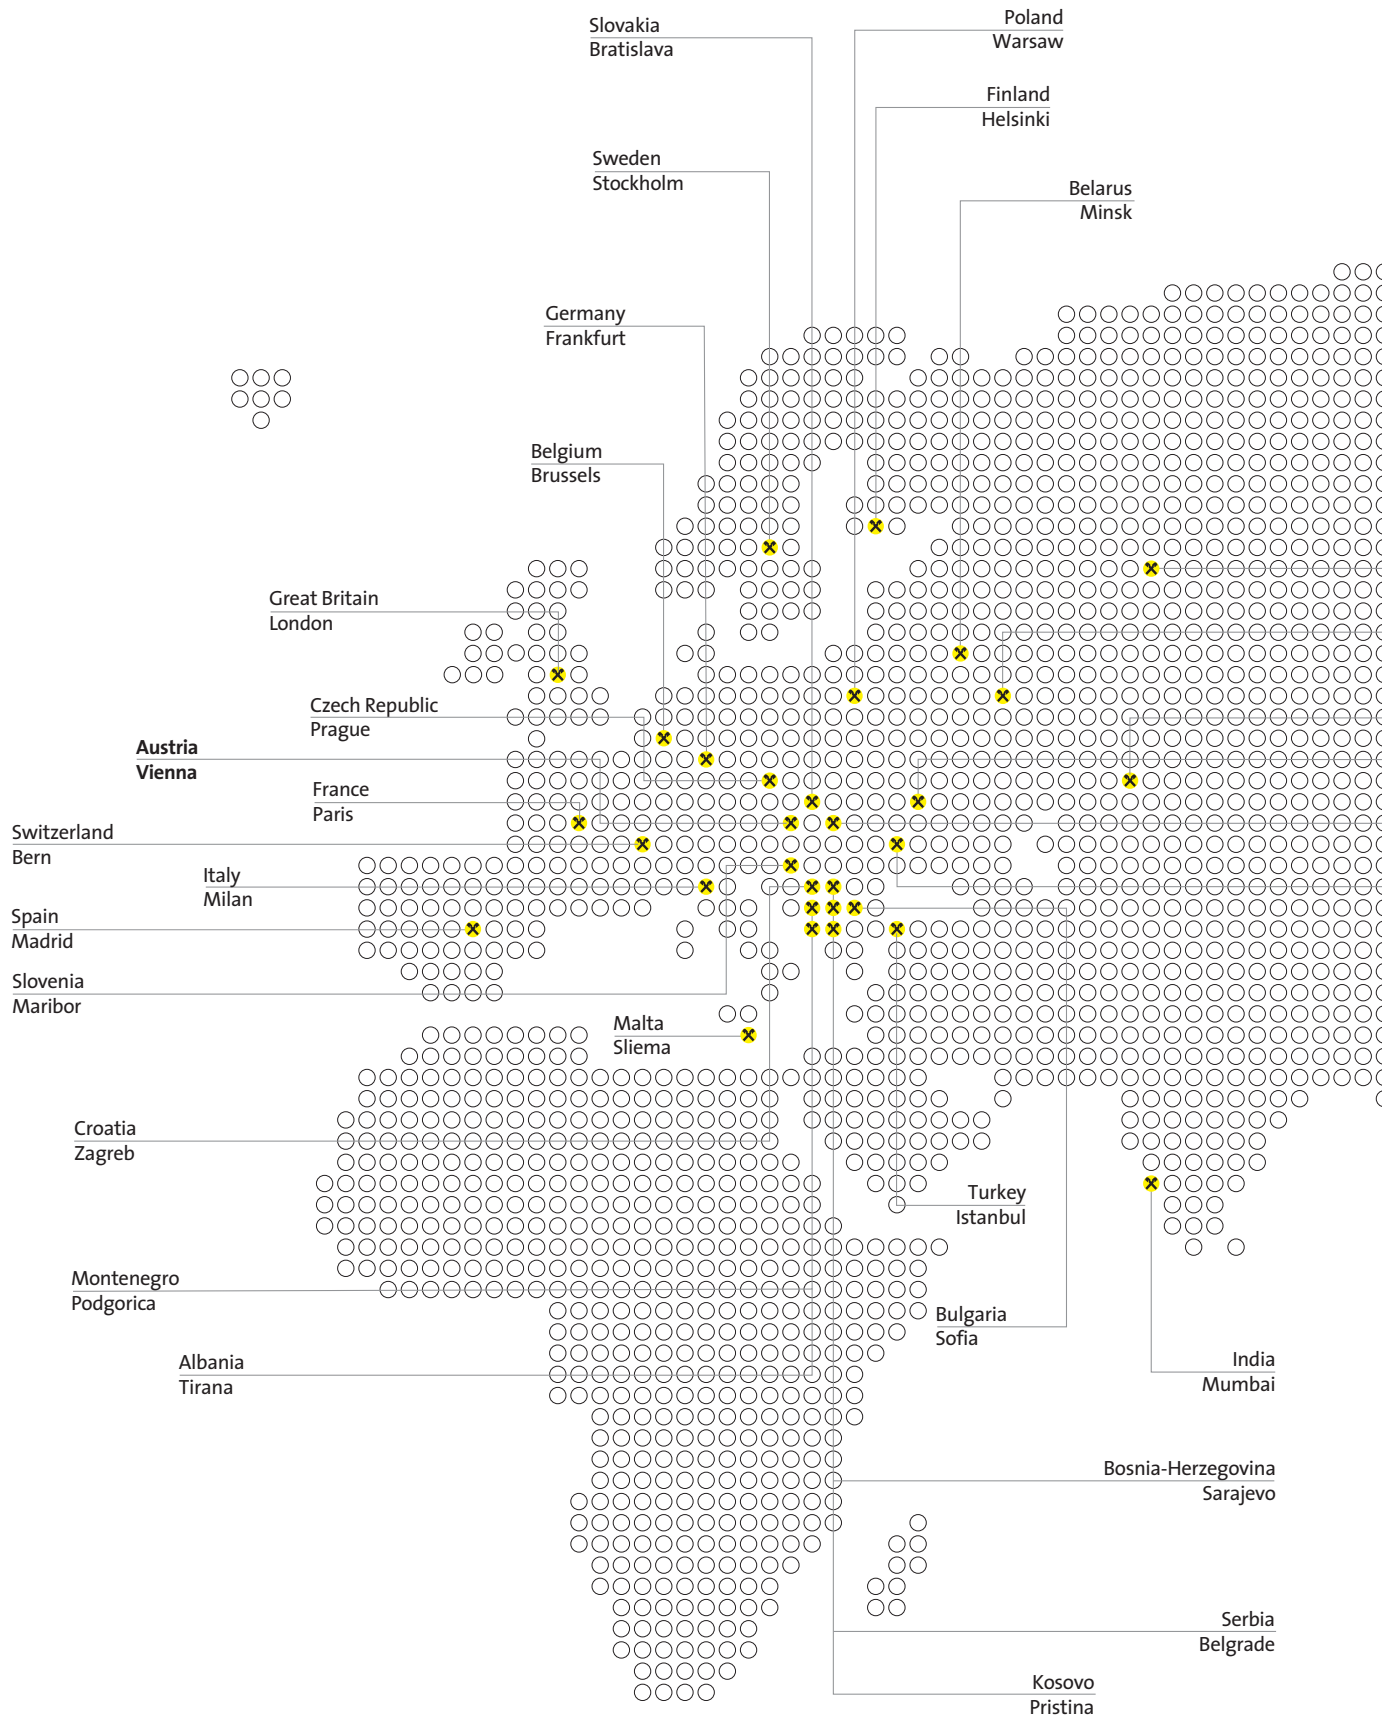 Slovakia
Bratislava
Poland
Warsaw
Finland
Helsinki
Sweden
Stockholm
Belarus
Minsk
Germany
Frankfurt
Belgium
Brussels
Great Britain
London
Czech Republic
Prague
Austria
Vienna
France
Paris
Switzerland
Bern
Italy
Milan
Spain
Madrid
Slovenia
Maribor
Malta
Sliema
Croatia
Zagreb
Turkey
Istanbul
Montenegro
Podgorica
Bulgaria
Sofia
Albania
Tirana
India
Mumbai
Bosnia-Herzegovina
Sarajevo
Serbia
Belgrade
Kosovo
Pristina